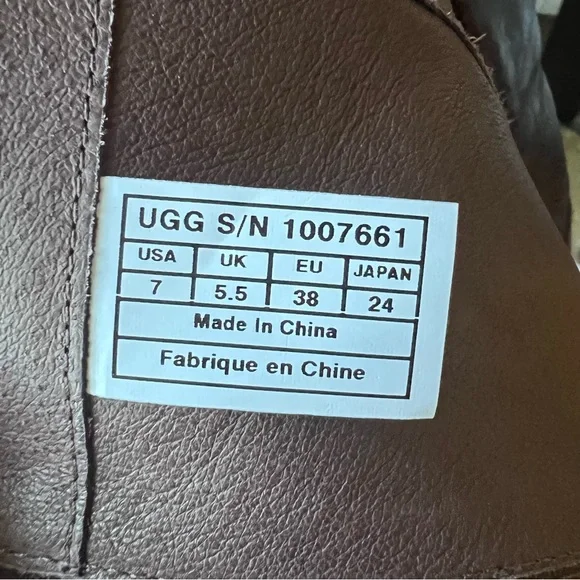 UGG S/N 1007661
USA UK EU JAPAN
7 5.5 38 24
Made In China
Fabrique en Chine